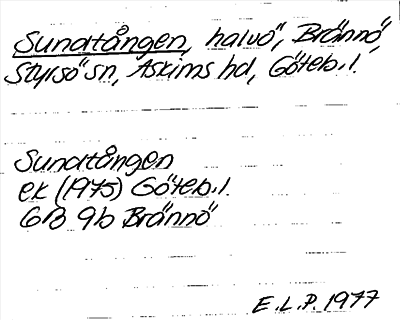 Sundtången, halvö, Brännö,
Styrsö sn, Askims hd, Göteb. l.
Sundtången
ek (1975) Göteb. l.
6B 9b Brännö
E.L.P. 1977